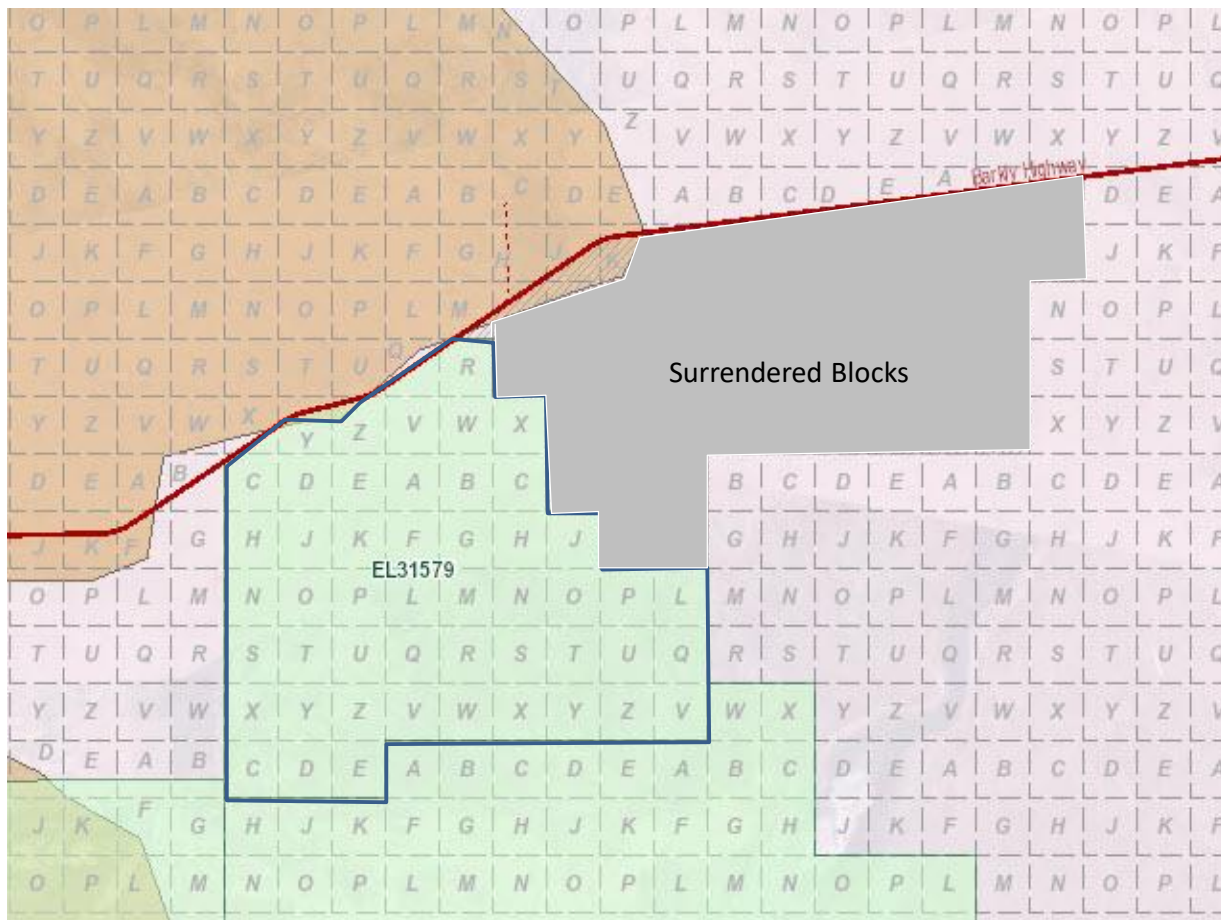 O P L M N O P L M N O P L M N O P L M N O P L
T U Q R S T U Q R S T U Q R S T U Q R S T U Q
Y Z V W X Y Z V W X Y Z V W X Y Z V W X Y Z V
Barkly Highway
D E A B C D E A B C D E A B C D E A D E A
J K F G H J K F G H J K J K F
O P L M N O P L M N O P L
T U Q R S T U Q R S T U Q
Surrendered Blocks
Y Z V W X Y Z V W X X Y Z V
D E A B C D E A B C B C D E A B C D E A
J K F G H J K F G H J G H J K F G H J K F
EL31579
O P L M N O P L M N O P L M N O P L M N O P L
T U Q R S T U Q R S T U Q R S T U Q R S T U Q
Y Z V W X Y Z V W X Y Z V W X Y Z V W X Y Z V
D E A B C D E A B C D E A B C D E A B C D E A
J K F G H J K F G H J K F G H J K F G H J K F
O P L M N O P L M N O P L M N O P L M N O P L